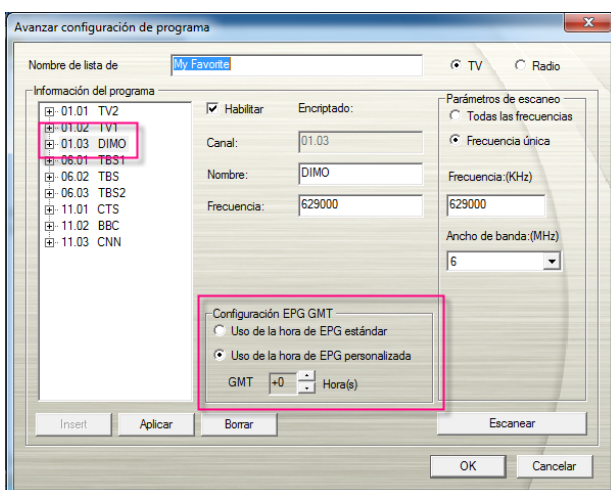 Avanzar configuración de programa
Nombre de lista de My Favorite TV Radio
Información del programa
01.01 TV2
01.02 TV1
01.03 DIMO
06.01 TBS1
06.02 TBS
06.03 TBS2
11.01 CTS
11.02 BBC
11.03 CNN
Habilitar Encriptado:
Canal: 01.03
Nombre: DIMO
Frecuencia: 629000
Configuración EPG GMT
Uso de la hora de EPG estándar
Uso de la hora de EPG personalizada
GMT +0 Hora(s)
Parámetros de escaneo
Todas las frecuencias
Frecuencia única
Frecuencia:(KHz)
629000
Ancho de banda:(MHz)
6
Insert Aplicar Borrar Escanear
OK Cancelar